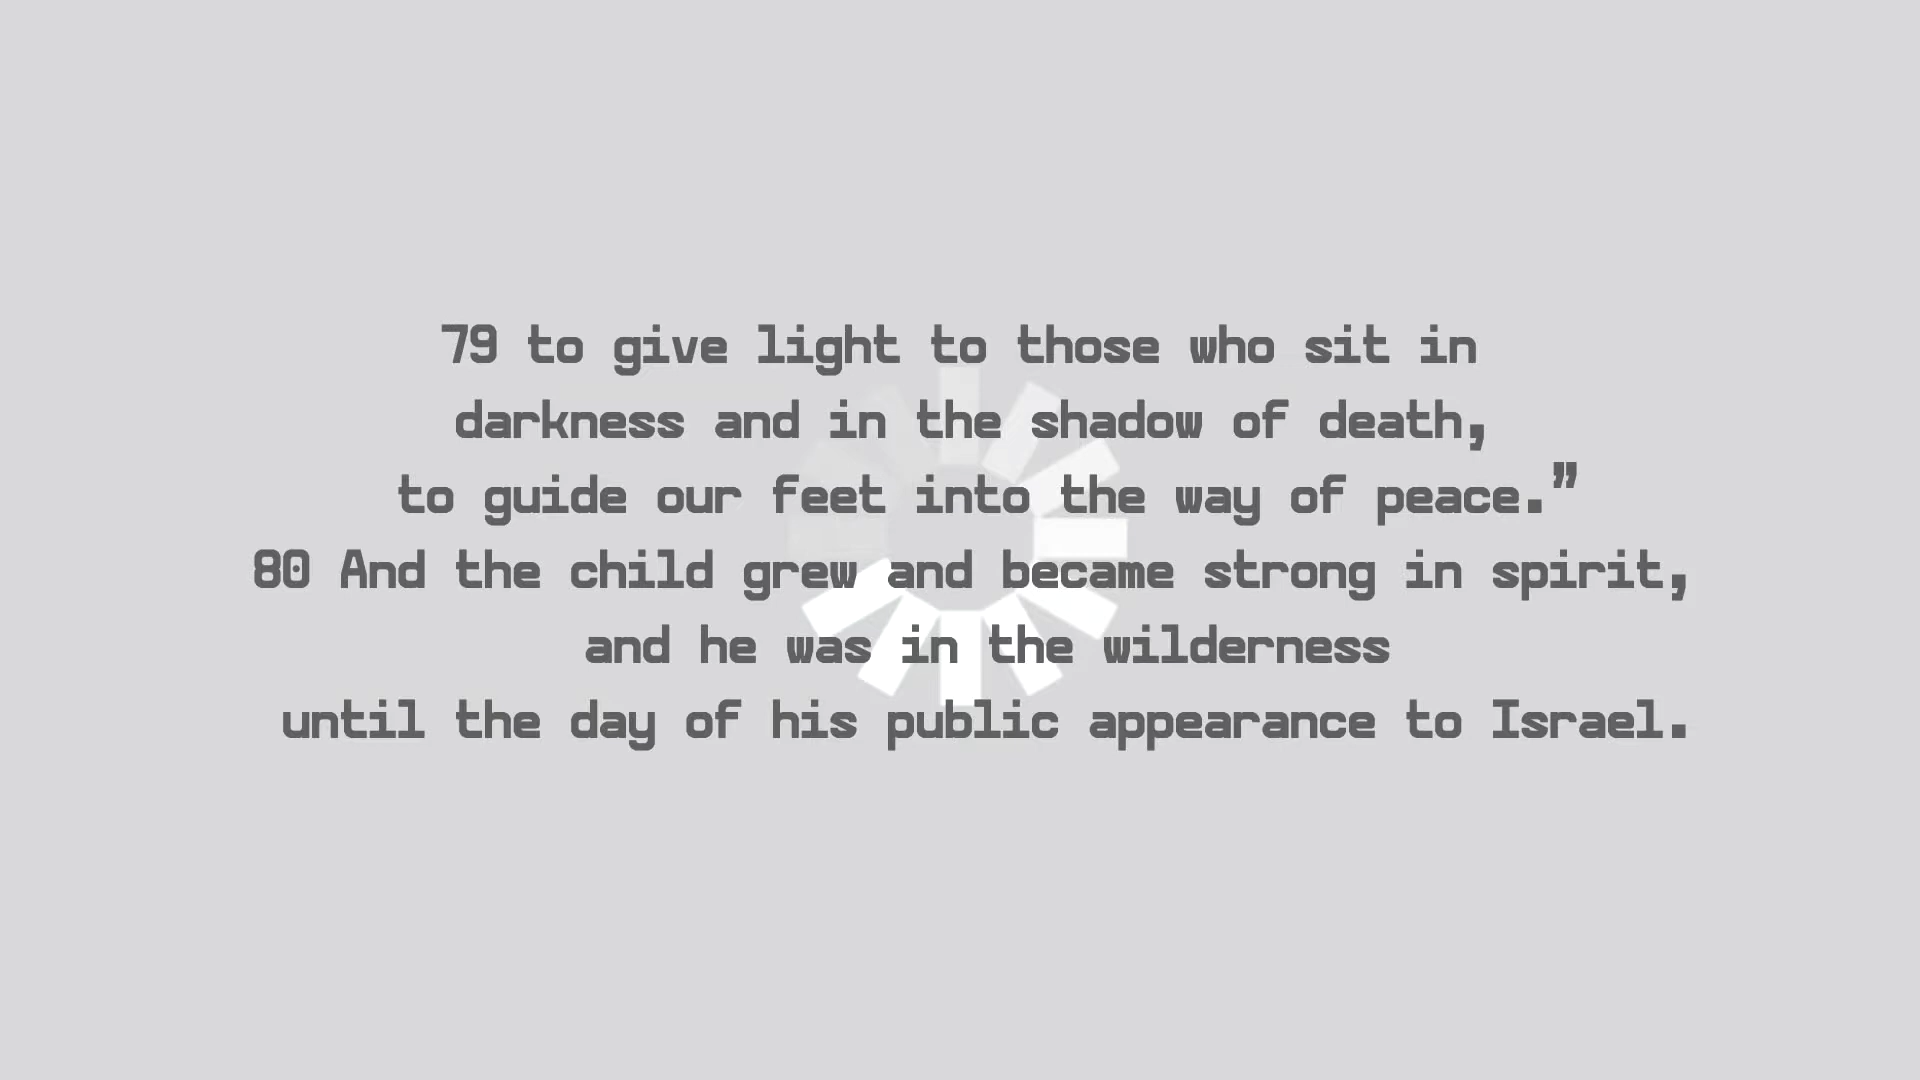 79 to give light to those who sit in
darkness and in the shadow of death,
to guide our feet into the way of peace.”
80 And the child grew and became strong in spirit,
and he was in the wilderness
until the day of his public appearance to Israel.